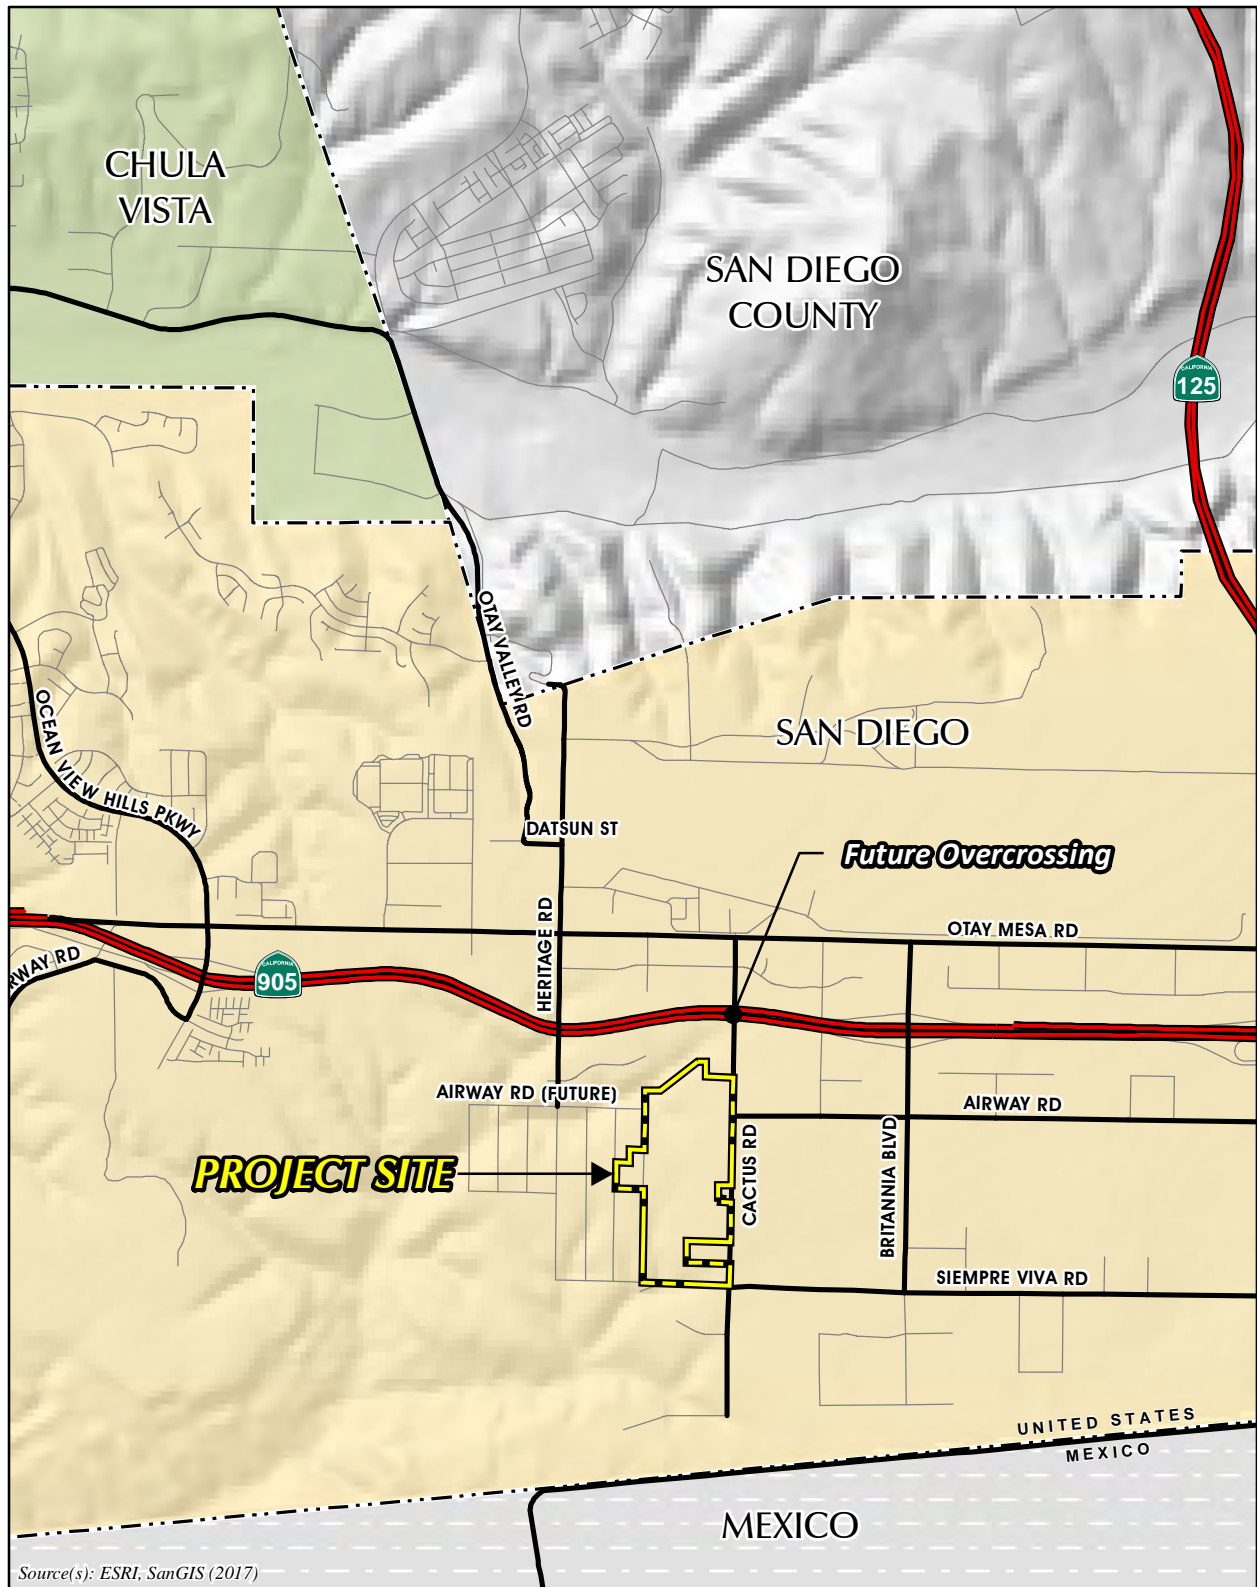 CHULA
VISTA
SAN DIEGO
COUNTY
CALIFORNIA
125
OTAY VALLEY RD
OCEAN VIEW HILLS PKWY
SAN DIEGO
DATSUN ST
Future Overcrossing
HERITAGE RD
OTAY MESA RD
RWAY RD
CALIFORNIA
905
AIRWAY RD (FUTURE)
AIRWAY RD
PROJECT SITE
CACTUS RD
BRITANNIA BLVD
SIEMPRE VIVA RD
UNITED STATES
MEXICO
MEXICO
Source(s): ESRI, SanGIS (2017)